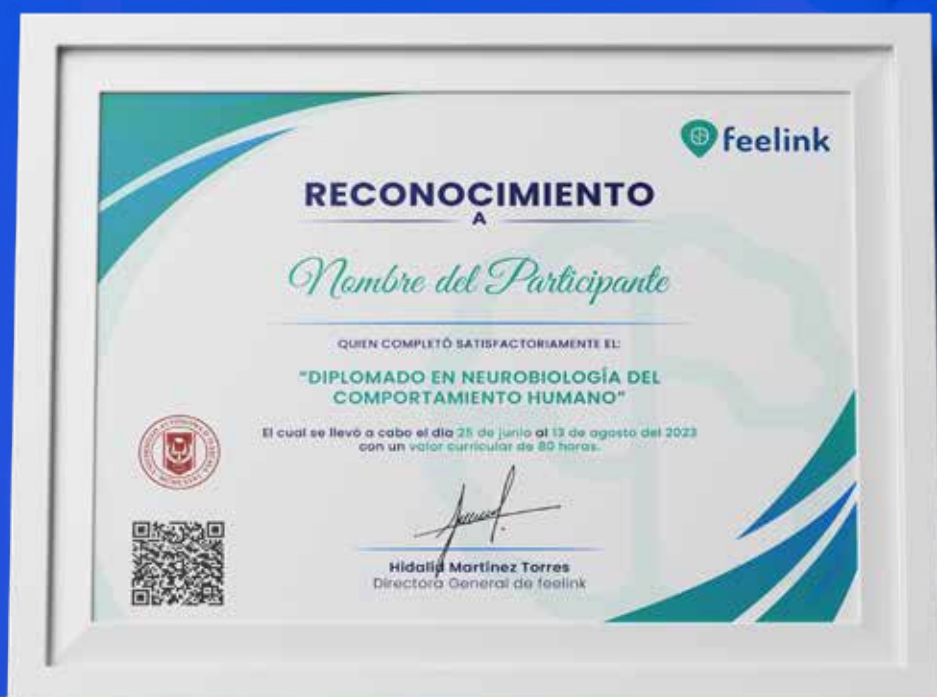 feelink
RECONOCIMIENTO
A
Nombre del Participante
QUIEN COMPLETÓ SATISFACTORIAMENTE EL:
"DIPLOMADO EN NEUROBIOLOGÍA DEL
COMPORTAMIENTO HUMANO"
El cual se llevó a cabo el día 25 de junio al 13 de agosto del 2023
con un valor curricular de 80 horas.
Hidalid Martínez Torres
Directora General de feelink